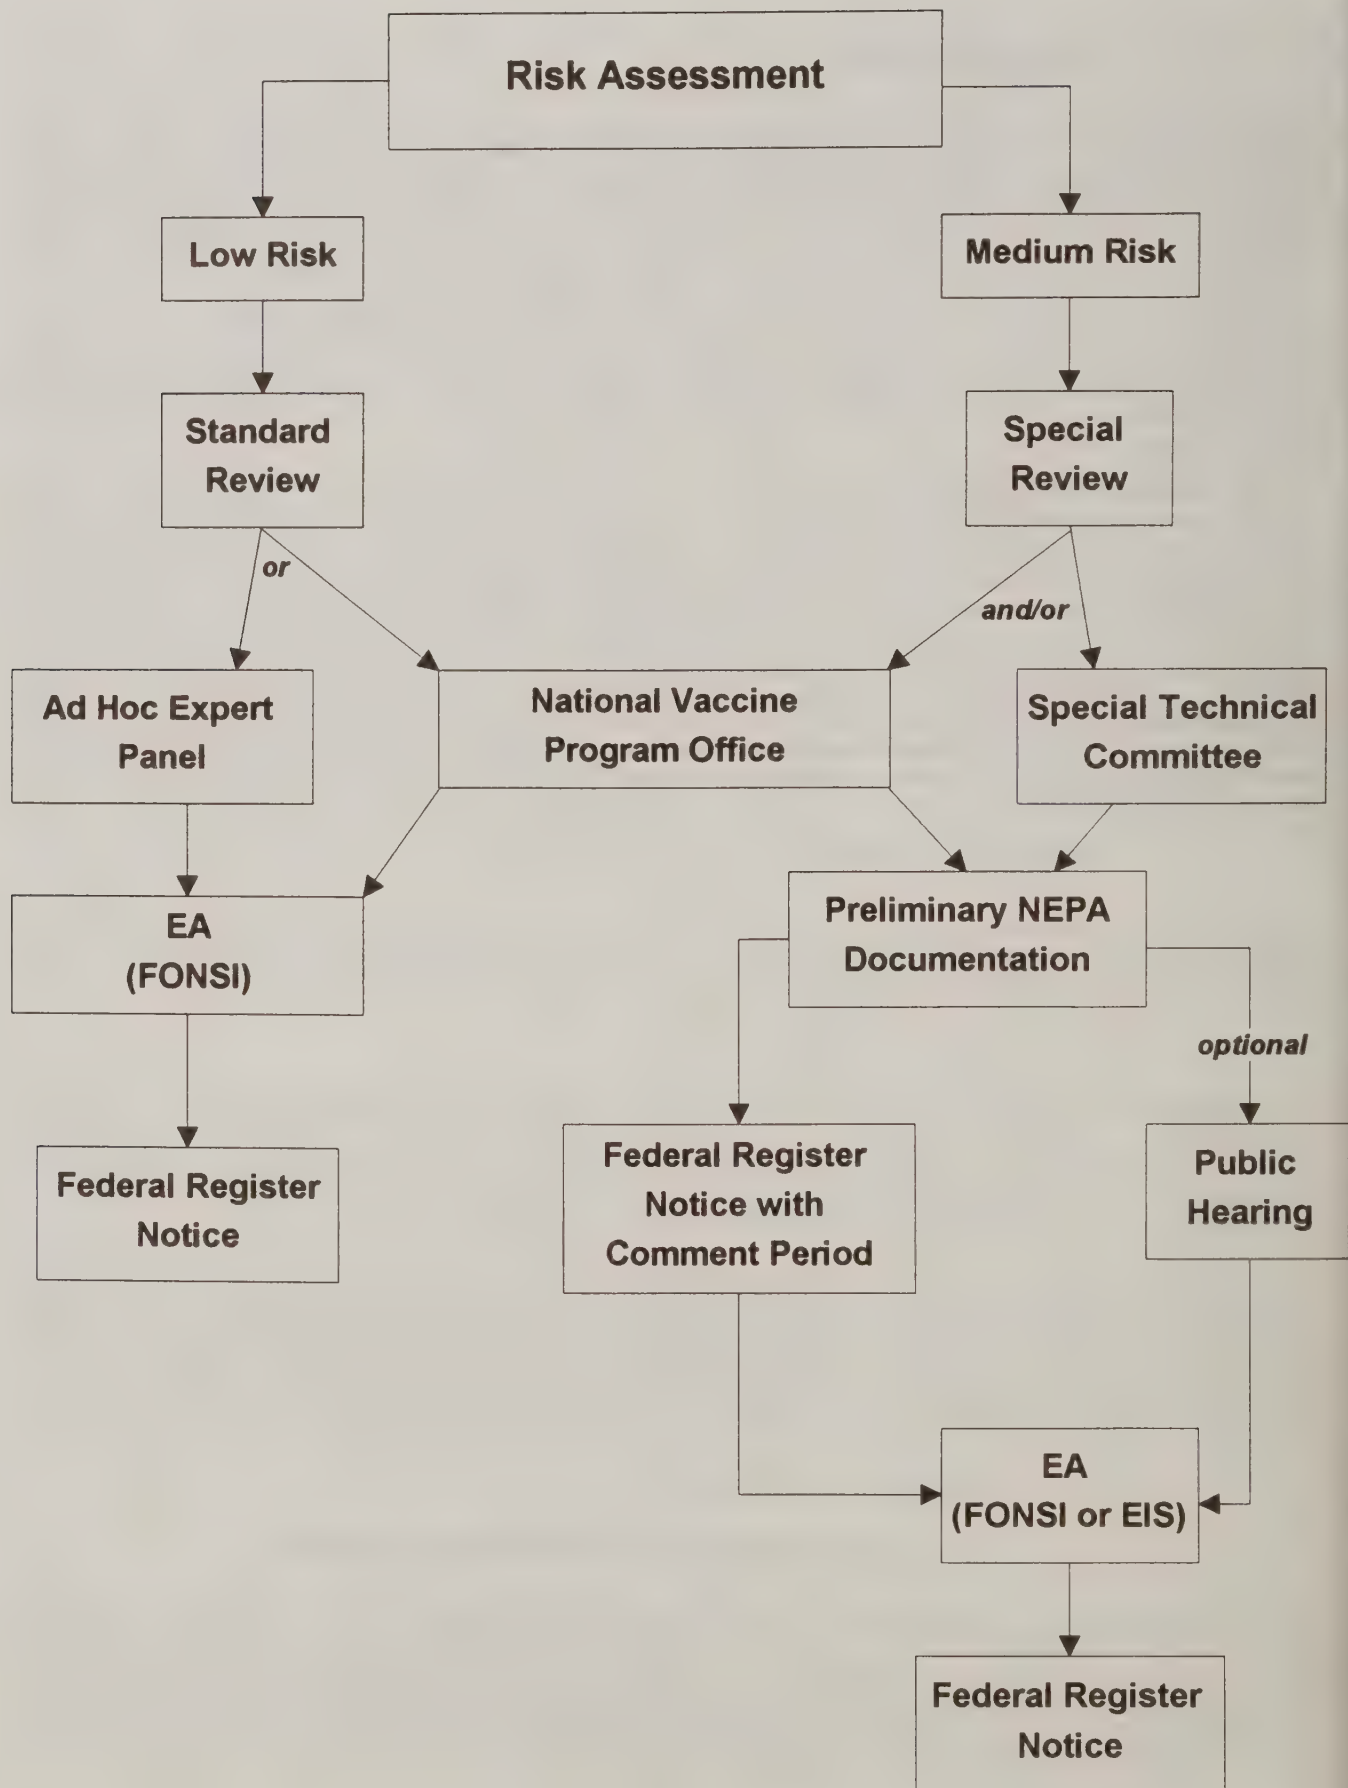 Risk Assessment
Low Risk
Medium Risk
Standard
Review
Special
Review
or
and/or
Ad Hoc Expert
Panel
National Vaccine
Program Office
Special Technical
Committee
EA
(FONSI)
Preliminary NEPA
Documentation
optional
Federal Register
Notice
Federal Register
Notice with
Comment Period
Public
Hearing
EA
(FONSI or EIS)
Federal Register
Notice